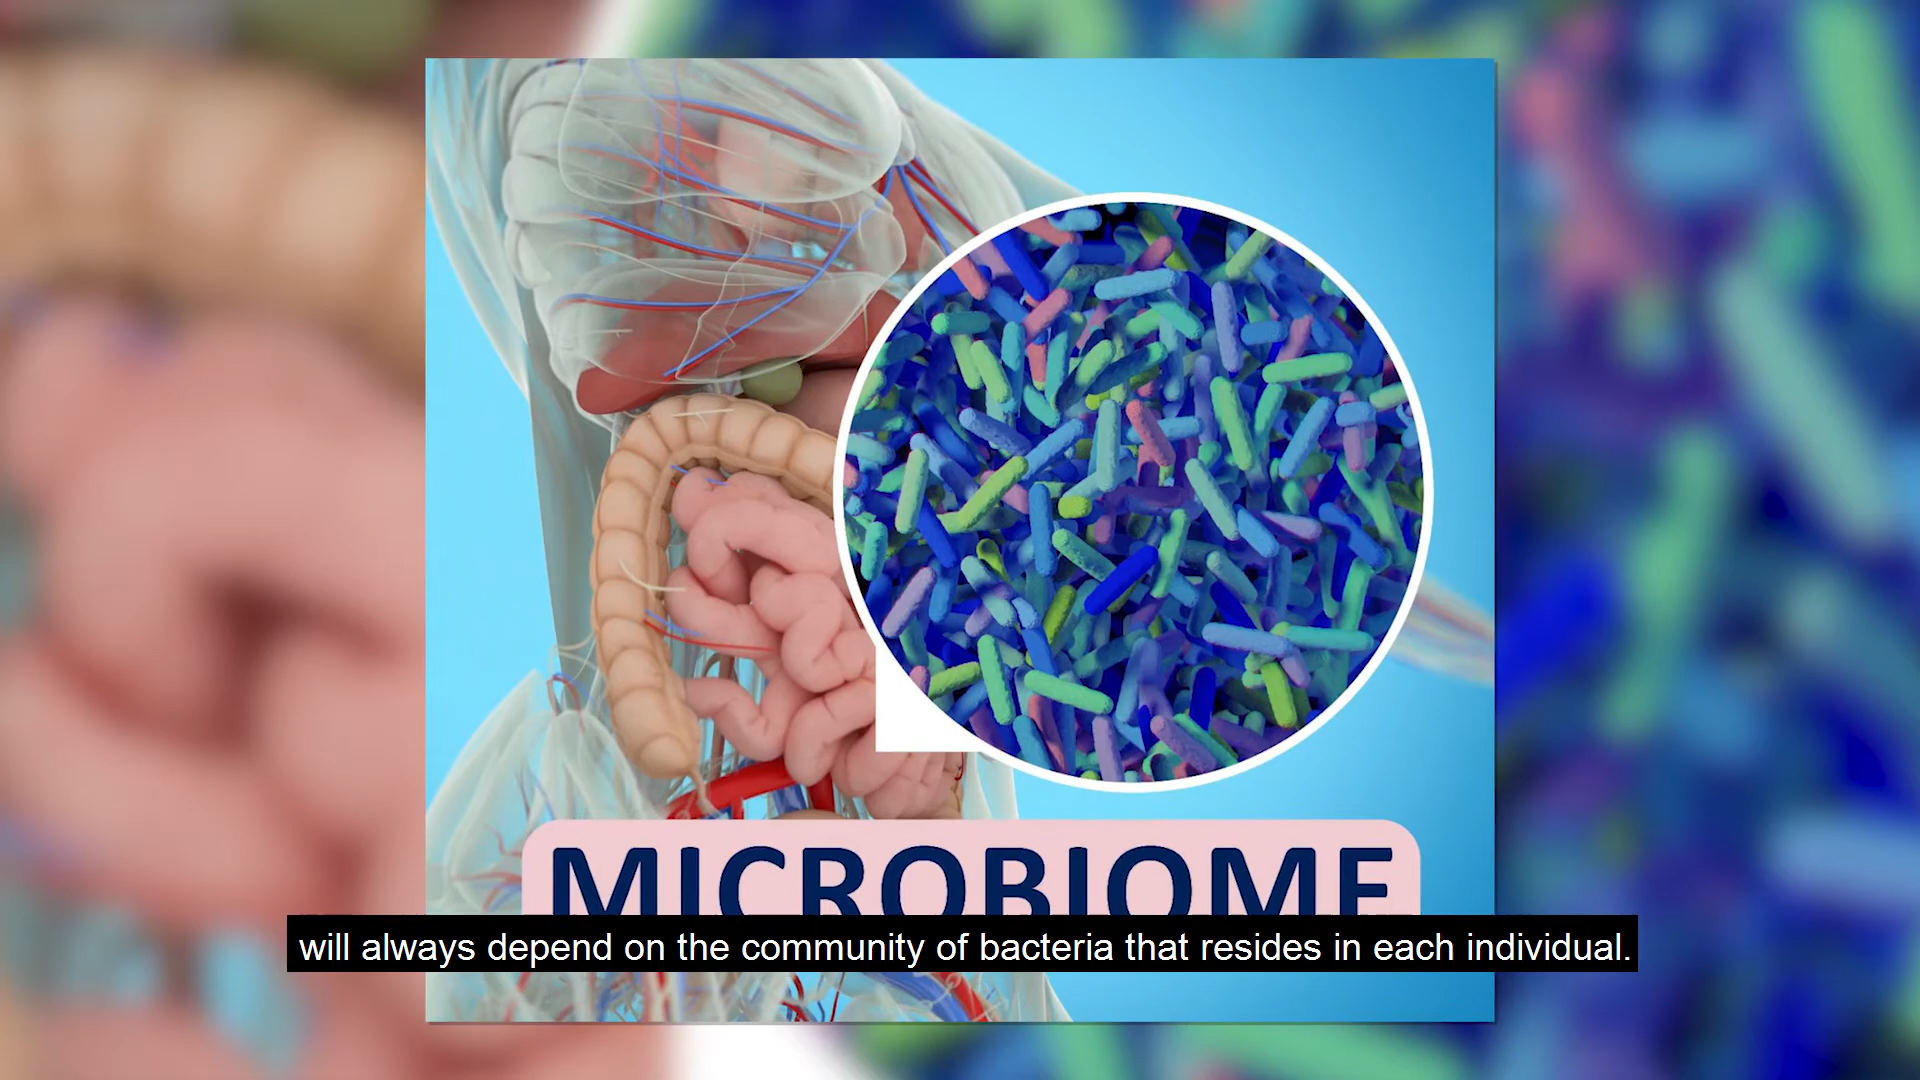 MICROBIOME
will always depend on the community of bacteria that resides in each individual.